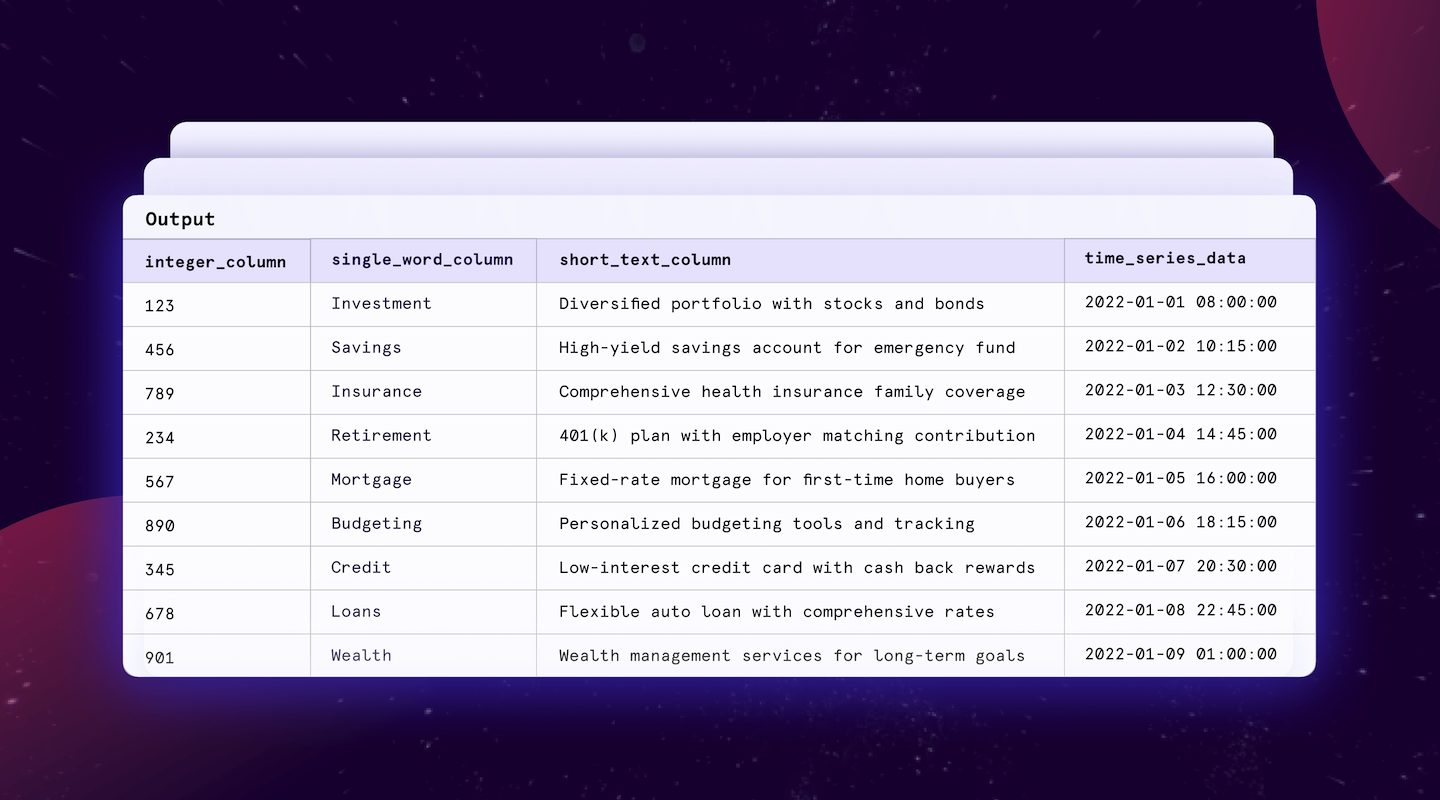 Output
integer_column single_word_column short_text_column time_series_data
123 Investment Diversified portfolio with stocks and bonds 2022-01-01 08:00:00
456 Savings High-yield savings account for emergency fund 2022-01-02 10:15:00
789 Insurance Comprehensive health insurance family coverage 2022-01-03 12:30:00
234 Retirement 401(k) plan with employer matching contribution 2022-01-04 14:45:00
567 Mortgage Fixed-rate mortgage for first-time home buyers 2022-01-05 16:00:00
890 Budgeting Personalized budgeting tools and tracking 2022-01-06 18:15:00
345 Credit Low-interest credit card with cash back rewards 2022-01-07 20:30:00
678 Loans Flexible auto loan with comprehensive rates 2022-01-08 22:45:00
901 Wealth Wealth management services for long-term goals 2022-01-09 01:00:00